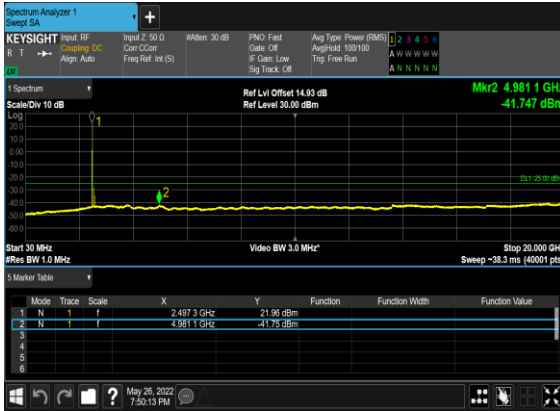 Spectrum Analyzer 1
Swept SA
+
KEYSIGHT Input: RF Input Z: 50 Ω #Atten: 30 dB PNO: Fast Avg Type: Power (RMS) 1 2 3 4 5 6
R T Coupling: DC Corr CCorr Gate: Off Avg|Hold: 100/100 A W W W W W
Align: Auto Freq Ref: Int (S) IF Gain: Low Trig: Free Run
Sig Track: Off A N N N N N
1 Spectrum Ref Lvl Offset 14.93 dB Mkr2 4.981 1 GHz
Scale/Div 10 dB Ref Level 30.00 dBm -41.747 dBm
Log
20.0
10.0
0.00
-10.0
-20.0
-30.0
-40.0
-50.0
-60.0
1
2
DL1 -25.00 dBm
Start 30 MHz Video BW 3.0 MHz* Stop 20.000 GH
#Res BW 1.0 MHz Sweep ~38.3 ms (40001 pts
5 Marker Table
Mode Trace Scale X Y Function Function Width Function Value
1 N 1 f 2.497 3 GHz 21.96 dBm
2 N 1 f 4.981 1 GHz -41.75 dBm
3
4
5
6
? May 26, 2022
7:50:13 PM